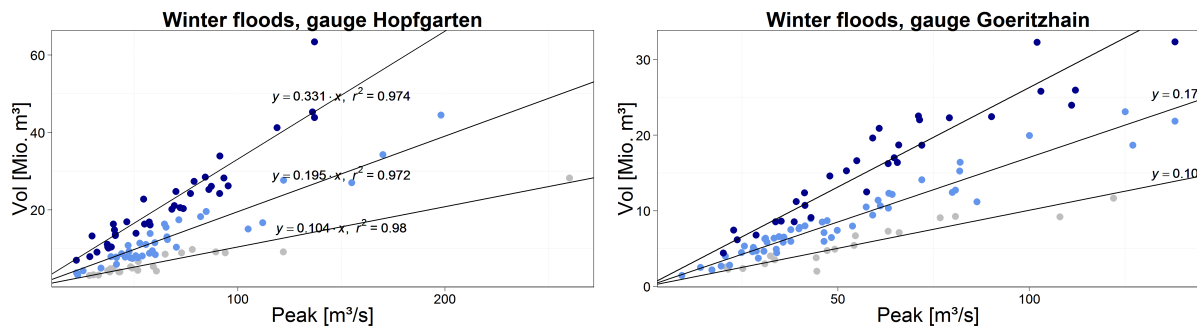 Winter floods, gauge Hopfgarten
Vol [Mio. m³]
60
40
20
y = 0.331 · x, r² = 0.974
y = 0.195 · x, r² = 0.972
y = 0.104 · x, r² = 0.98
100
200
Peak [m³/s]
Winter floods, gauge Goeritzhain
Vol [Mio. m³]
30
20
10
0
y = 0.17
y = 0.10
50
100
Peak [m³/s]